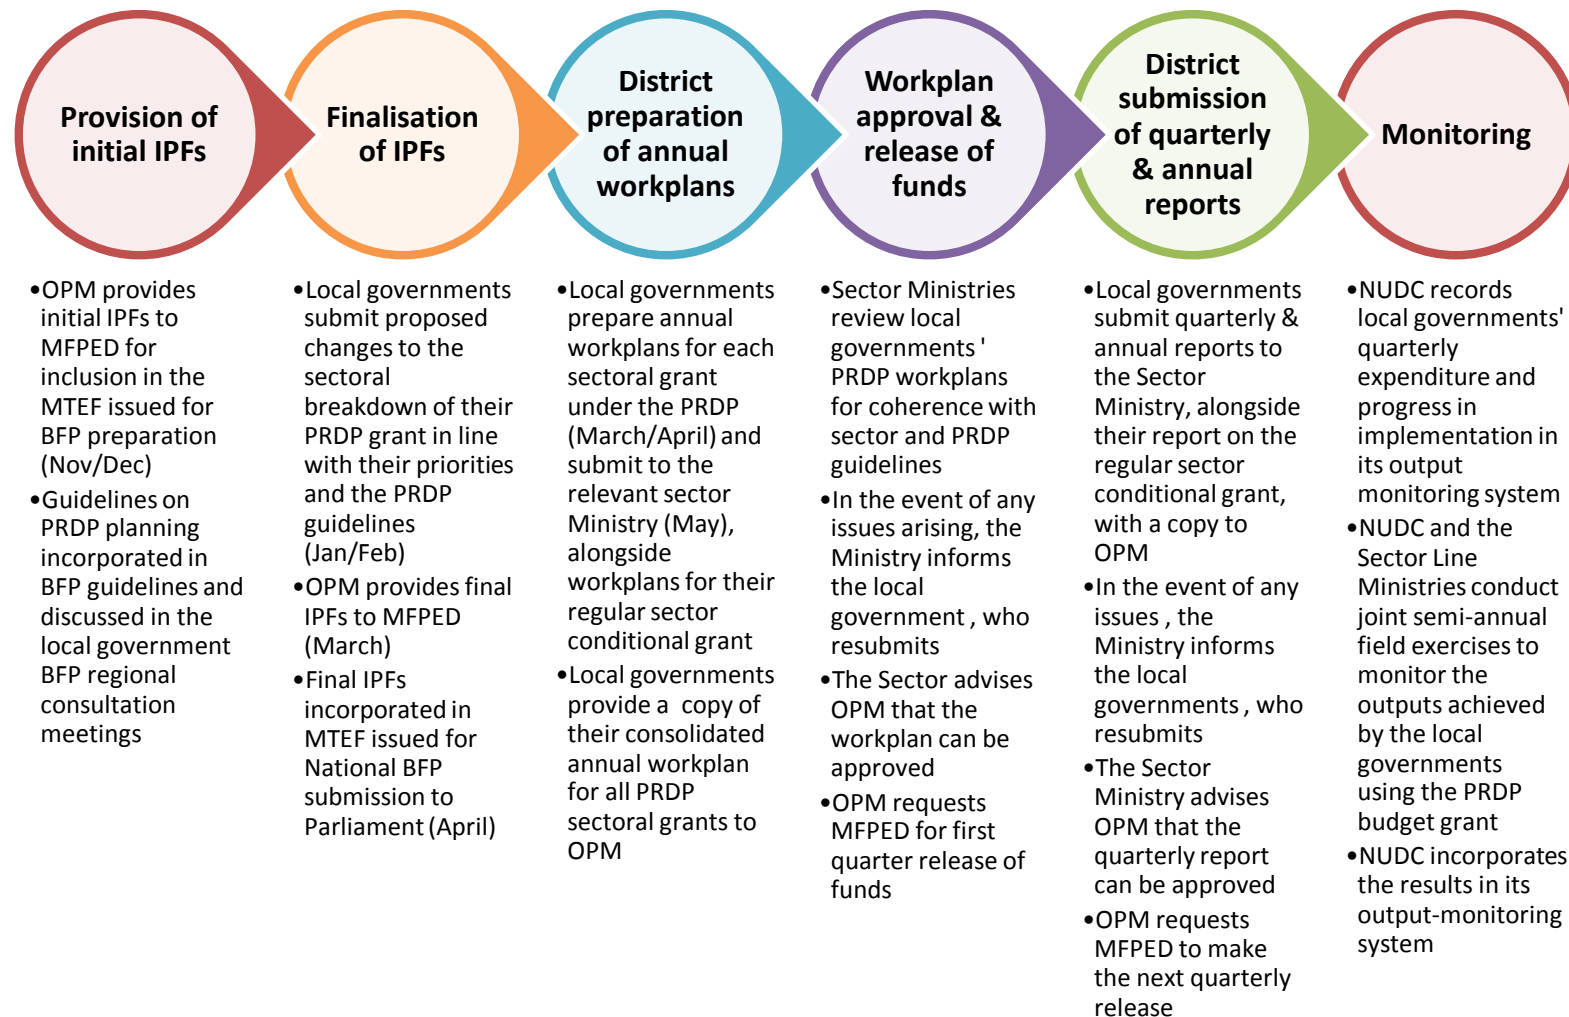 Provision of
initial IPFs
•OPM provides
initial IPFs to
MFPED for
inclusion in the
MTEF issued for
BFP preparation
(Nov/Dec)
•Guidelines on
PRDP planning
incorporated in
BFP guidelines and
discussed in the
local government
BFP regional
consultation
meetings
Finalisation
of IPFs
•Local governments
submit proposed
changes to the
sectoral
breakdown of their
PRDP grant in line
with their priorities
and the PRDP
guidelines
(Jan/Feb)
•OPM provides final
IPFs to MFPED
(March)
•Final IPFs
incorporated in
MTEF issued for
National BFP
submission to
Parliament (April)
District
preparation
of annual
workplans
•Local governments
prepare annual
workplans for each
sectoral grant
under the PRDP
(March/April) and
submit to the
relevant sector
Ministry (May),
alongside
workplans for their
regular sector
conditional grant
•Local governments
provide a copy of
their consolidated
annual workplan
for all PRDP
sectoral grants to
OPM
Workplan
approval &
release of
funds
•Sector Ministries
review local
governments '
PRDP workplans
for coherence with
sector and PRDP
guidelines
•In the event of any
issues arising, the
Ministry informs
the local
government , who
resubmits
•The Sector advises
OPM that the
workplan can be
approved
•OPM requests
MFPED for first
quarter release of
funds
District
submission
of quarterly
& annual
reports
•Local governments
submit quarterly &
annual reports to
the Sector
Ministry, alongside
their report on the
regular sector
conditional grant,
with a copy to
OPM
•In the event of any
issues , the
Ministry informs
the local
governments , who
resubmits
•The Sector
Ministry advises
OPM that the
quarterly report
can be approved
•OPM requests
MFPED to make
the next quarterly
release
Monitoring
•NUDC records
local governments'
quarterly
expenditure and
progress in
implementation in
its output
monitoring system
•NUDC and the
Sector Line
Ministries conduct
joint semi-annual
field exercises to
monitor the
outputs achieved
by the local
governments
using the PRDP
budget grant
•NUDC incorporates
the results in its
output-monitoring
system